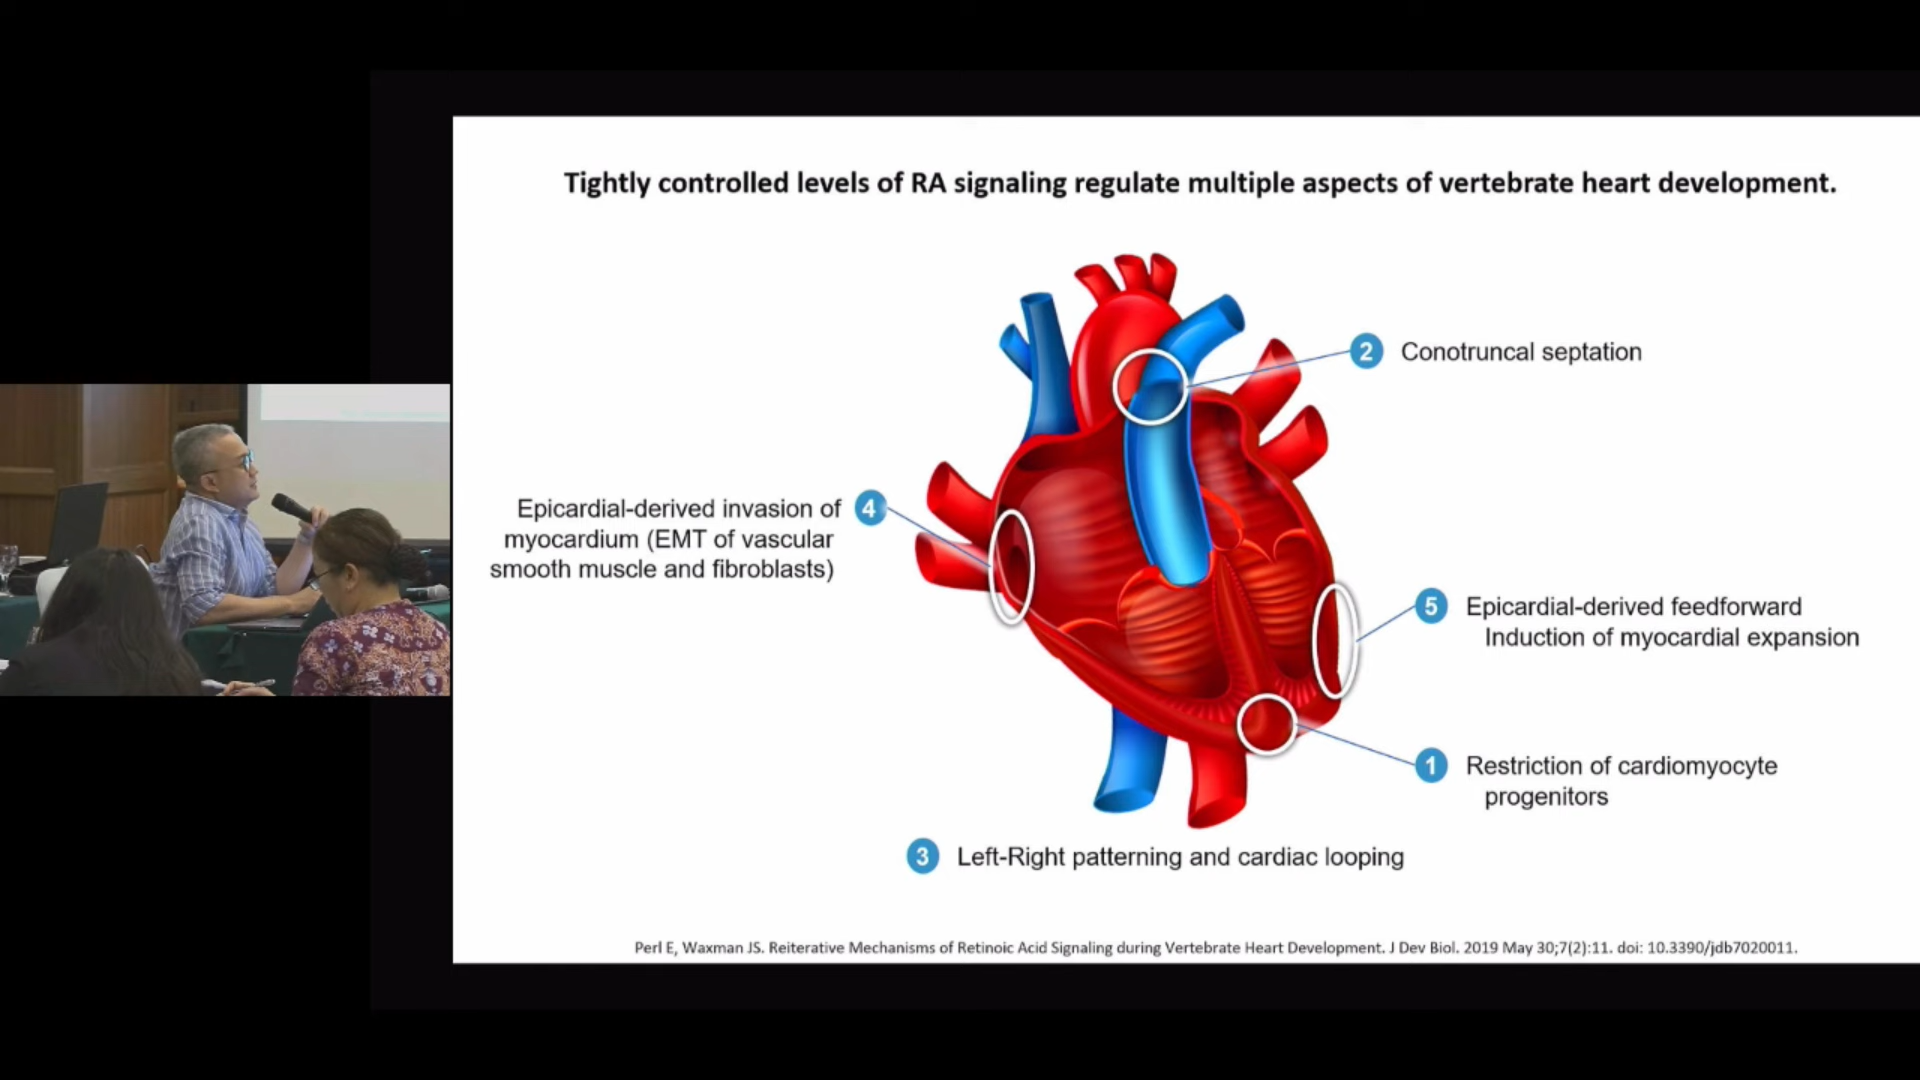 Tightly controlled levels of RA signaling regulate multiple aspects of vertebrate heart development.
2 Conotruncal septation
Epicardial-derived invasion of 4
myocardium (EMT of vascular
smooth muscle and fibroblasts)
5 Epicardial-derived feedforward
Induction of myocardial expansion
1 Restriction of cardiomyocyte
progenitors
3 Left-Right patterning and cardiac looping
Perl E, Waxman JS. Reiterative Mechanisms of Retinoic Acid Signaling during Vertebrate Heart Development. J Dev Biol. 2019 May 30;7(2):11. doi: 10.3390/jdb7020011.